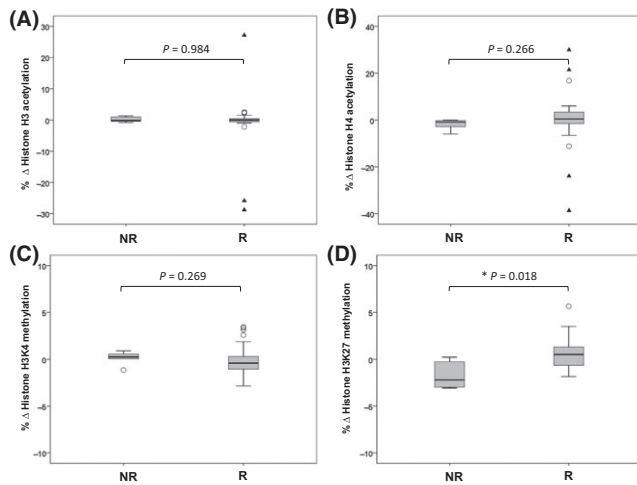 (A)
% Δ Histone H3 acetylation
30
20
10
0
−10
−20
−30
P = 0.984
NR
R
(B)
% Δ Histone H4 acetylation
40
20
0
−20
−40
P = 0.266
NR
R
(C)
% Δ Histone H3K4 methylation
10
5
0
−5
−10
P = 0.269
NR
R
(D)
% Δ Histone H3K27 methylation
10
5
0
−5
−10
* P = 0.018
NR
R